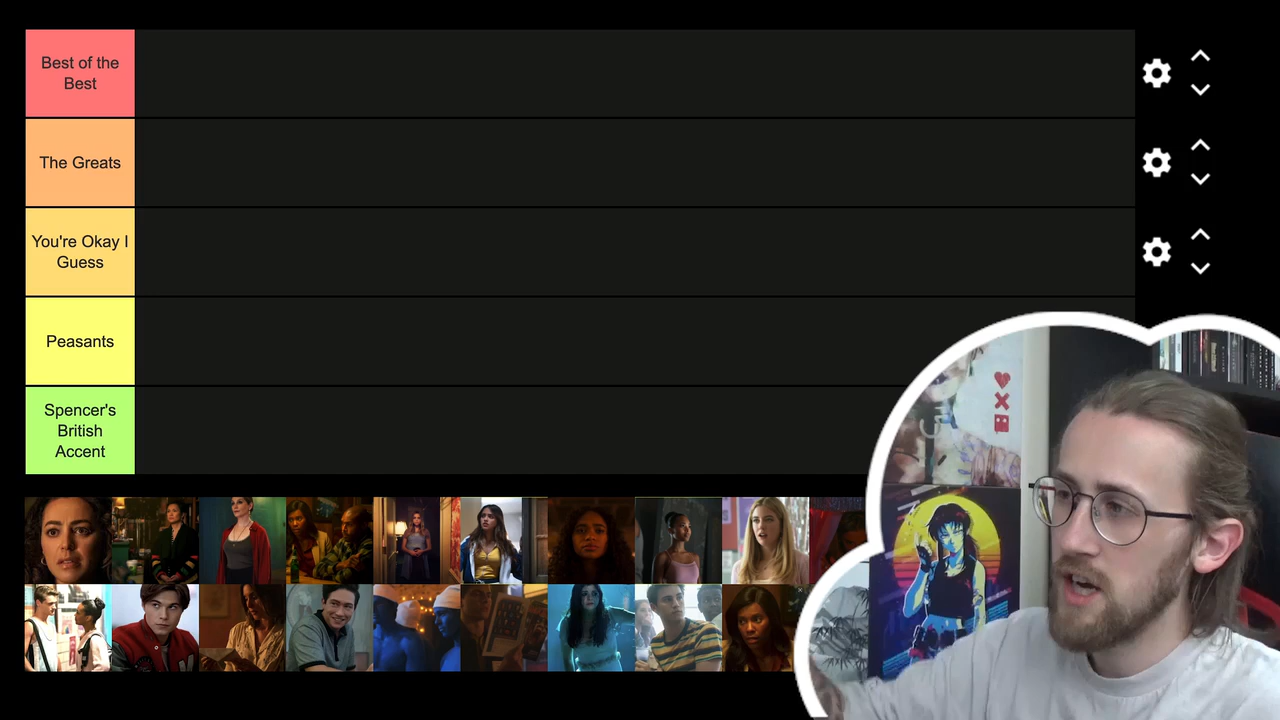 Best of the
Best
The Greats
You're Okay I
Guess
Peasants
Spencer's
British
Accent